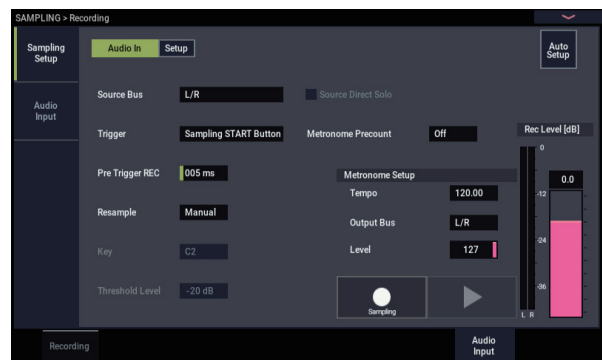 SAMPLING > Recording
Sampling Setup
Audio In Setup
Auto Setup
Audio Input
Source Bus L/R Source Direct Solo
Trigger Sampling START Button Metronome Precount Off
Rec Level [dB]
0
Pre Trigger REC 005 ms
Metronome Setup
0.0
Tempo 120.00
-12
Resample Manual
Output Bus L/R
-24
Key C2
Level 127
Threshold Level -20 dB
-36
Sampling
L R
Recording
Audio Input